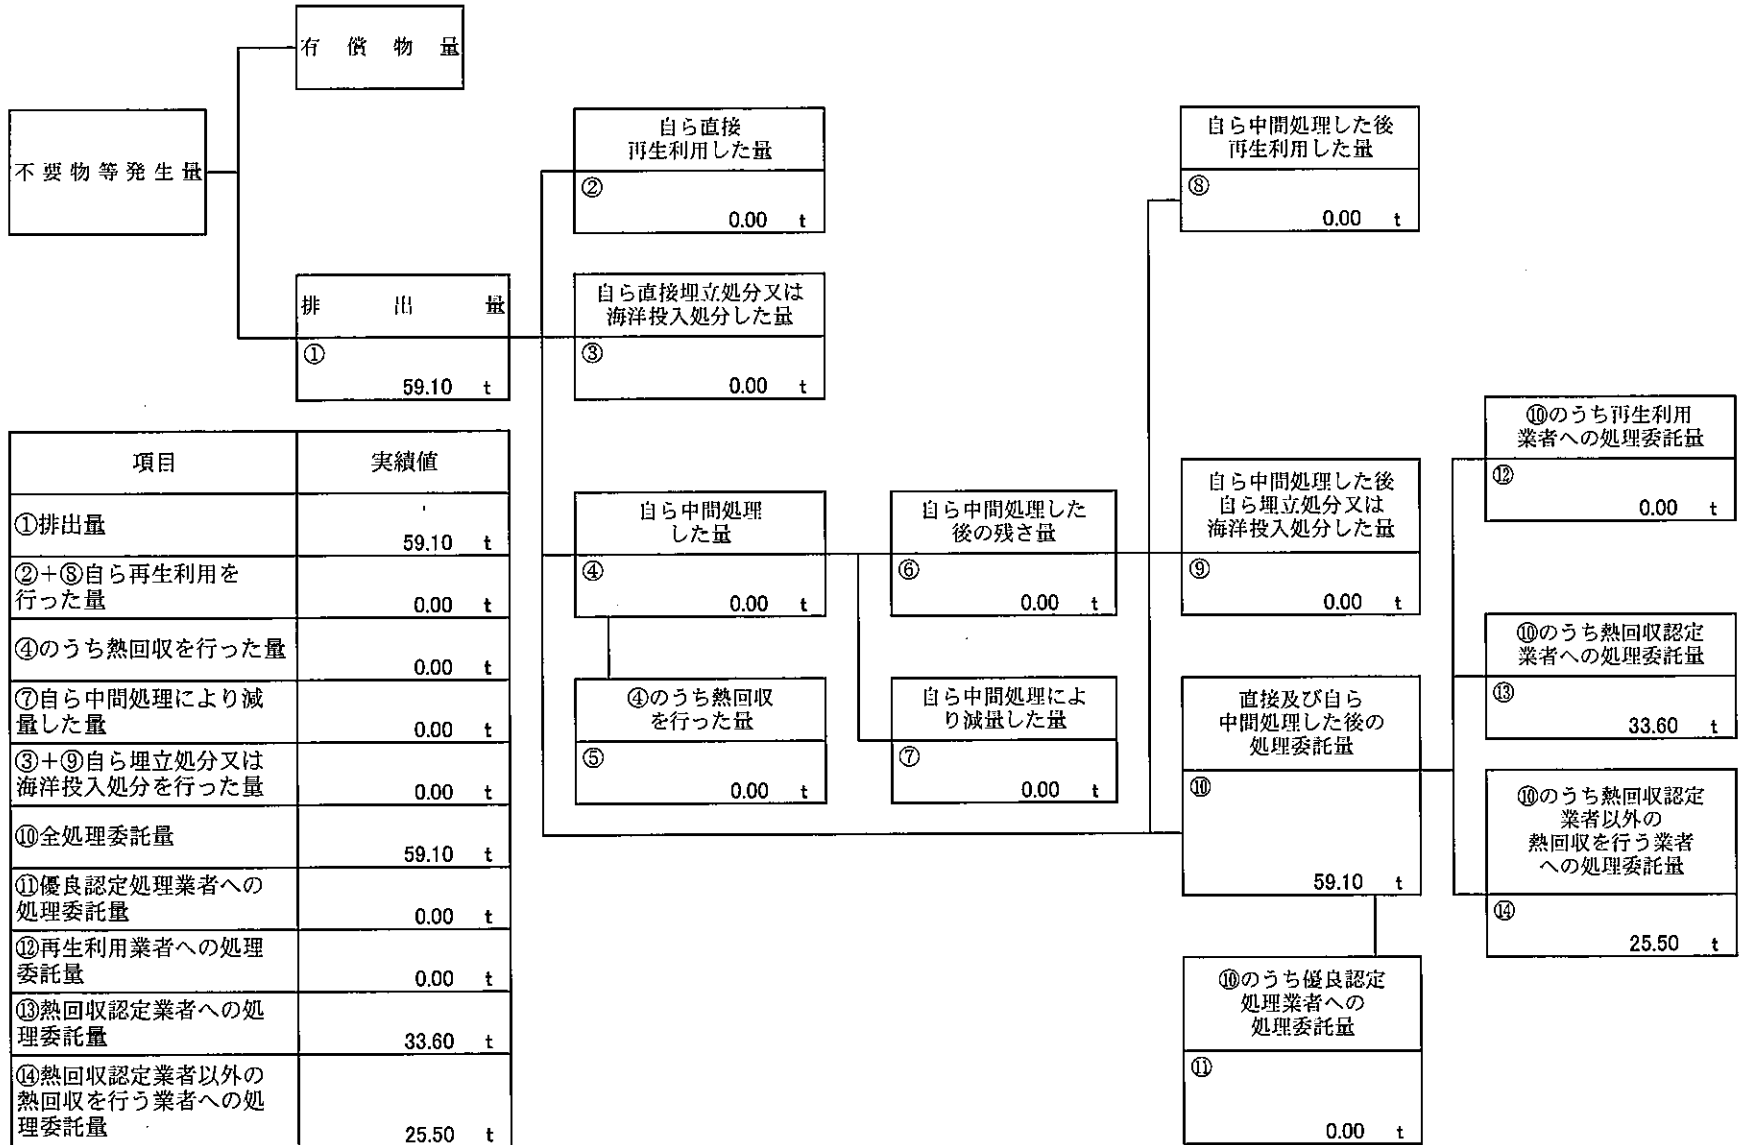 有償物量
不要物等発生量
排出量
①
59.10 t
自ら直接
再生利用した量
②
0.00 t
自ら直接埋立処分又は
海洋投入処分した量
③
0.00 t
自ら中間処理
した量
④
0.00 t
④のうち熱回収
を行った量
⑤
0.00 t
自ら中間処理した
後の残さ量
⑥
0.00 t
自ら中間処理によ
り減量した量
⑦
0.00 t
自ら中間処理した後
再生利用した量
⑧
0.00 t
自ら中間処理した後
自ら埋立処分又は
海洋投入処分した量
⑨
0.00 t
直接及び自ら
中間処理した後の
処理委託量
⑩
59.10 t
⑩のうち優良認定
処理業者への
処理委託量
⑪
0.00 t
⑩のうち再生利用
業者への処理委託量
⑫
0.00 t
⑩のうち熱回収認定
業者への処理委託量
⑬
33.60 t
⑩のうち熱回収認定
業者以外の
熱回収を行う業者
への処理委託量
⑭
25.50 t
項目 実績値
①排出量
59.10 t
②+⑧自ら再生利用を
行った量
0.00 t
④のうち熱回収を行った量
0.00 t
⑦自ら中間処理により減
量した量
0.00 t
③+⑨自ら埋立処分又は
海洋投入処分を行った量
0.00 t
⑩全処理委託量
59.10 t
⑪優良認定処理業者への
処理委託量
0.00 t
⑫再生利用業者への処理
委託量
0.00 t
⑬熱回収認定業者への処
理委託量
33.60 t
⑭熱回収認定業者以外の
熱回収を行う業者への処
理委託量
25.50 t